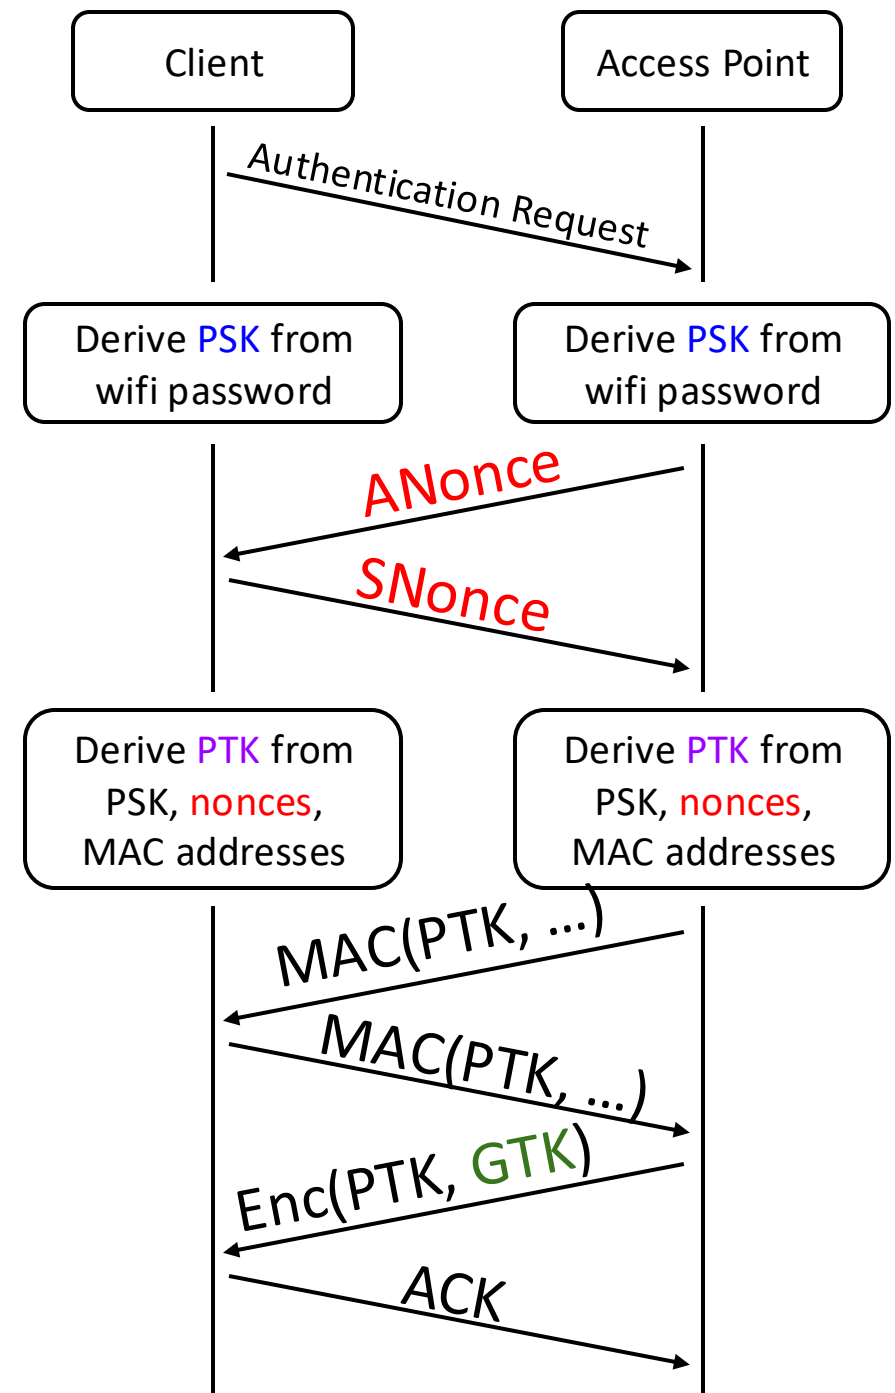 Client
Access Point
Authentication Request
Derive PSK from
wifi password
Derive PSK from
wifi password
ANonce
SNonce
Derive PTK from
PSK, nonces,
MAC addresses
Derive PTK from
PSK, nonces,
MAC addresses
MAC(PTK, …)
MAC(PTK, …)
Enc(PTK, GTK)
ACK